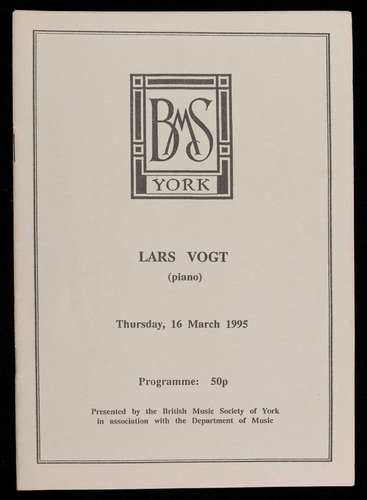 BMS
YORK
LARS VOGT
(piano)
Thursday, 16 March 1995
Programme: 50p
Presented by the British Music Society of York
in association with the Department of Music